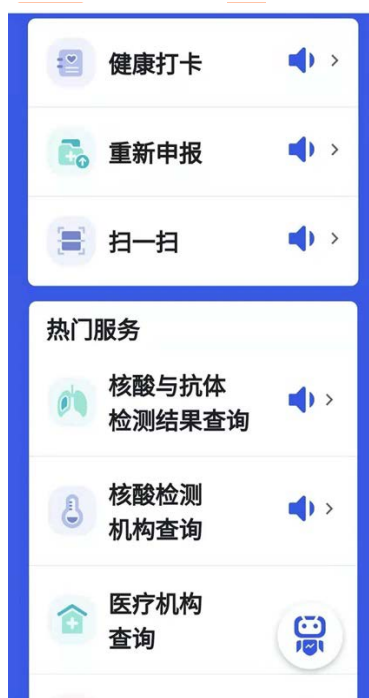 健康打卡
重新申报
扫一扫
热门服务
核酸与抗体
检测结果查询
核酸检测
机构查询
医疗机构
查询